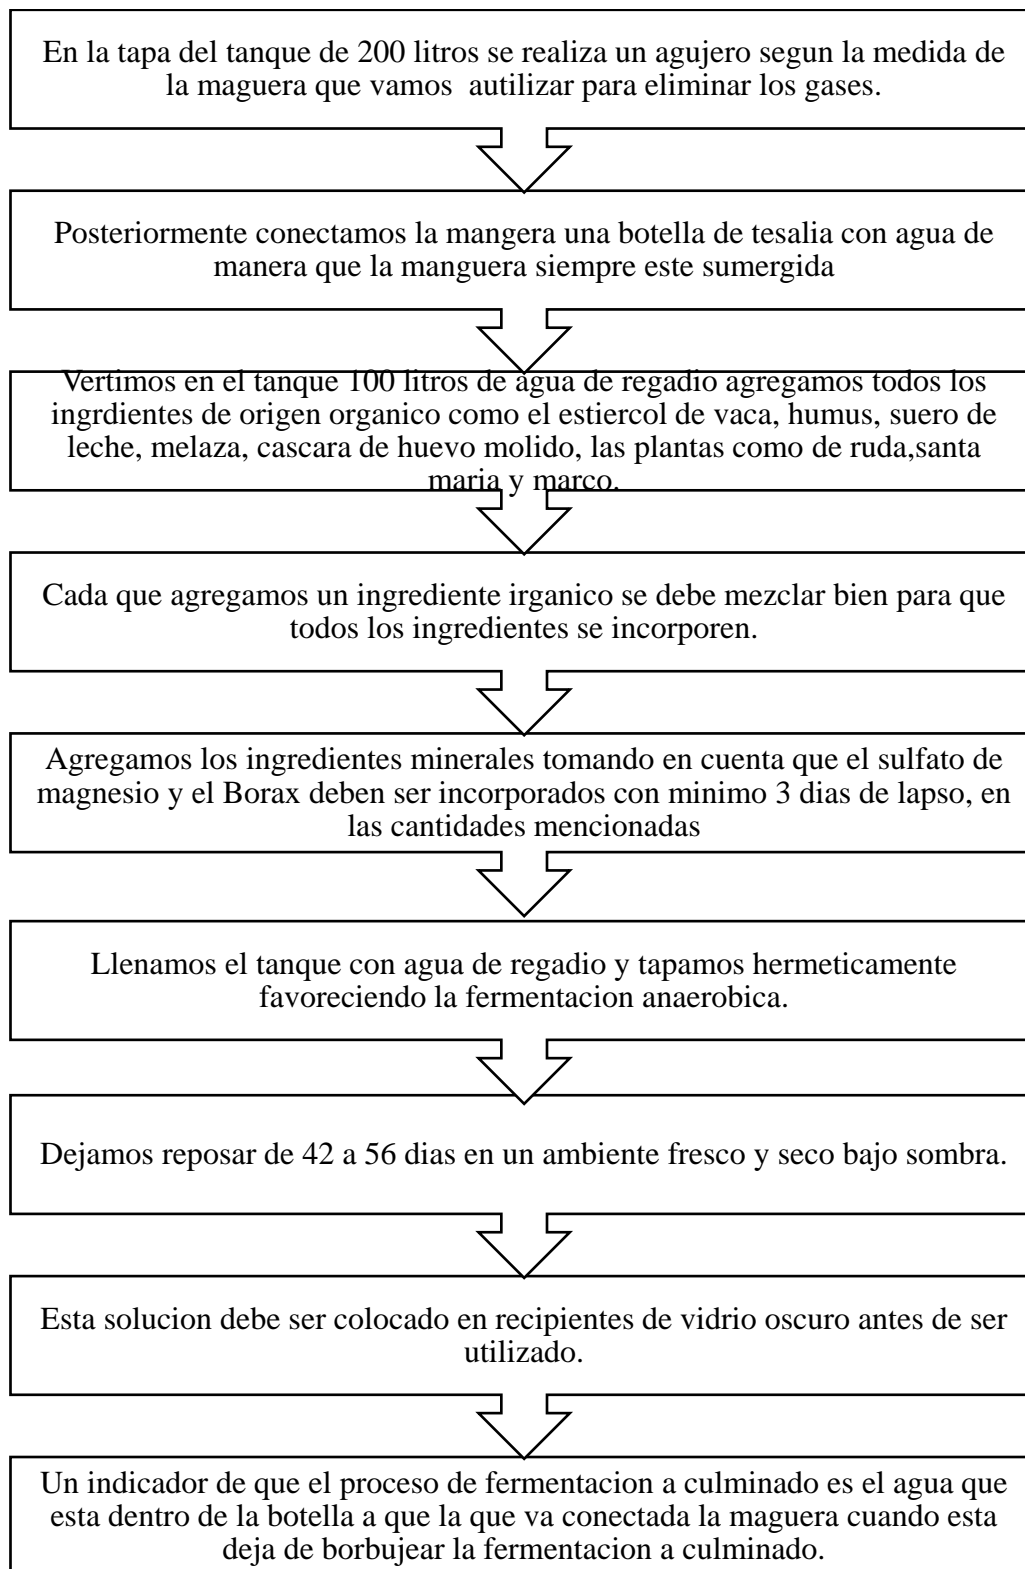 En la tapa del tanque de 200 litros se realiza un agujero segun la medida de
la maguera que vamos  autilizar para eliminar los gases.
Posteriormente conectamos la mangera una botella de tesalia con agua de
manera que la manguera siempre este sumergida
Vertimos en el tanque 100 litros de agua de regadio agregamos todos los
ingrdientes de origen organico como el estiercol de vaca, humus, suero de
leche, melaza, cascara de huevo molido, las plantas como de ruda,santa
maria y marco.
Cada que agregamos un ingrediente irganico se debe mezclar bien para que
todos los ingredientes se incorporen.
Agregamos los ingredientes minerales tomando en cuenta que el sulfato de
magnesio y el Borax deben ser incorporados con minimo 3 dias de lapso, en
las cantidades mencionadas
Llenamos el tanque con agua de regadio y tapamos hermeticamente
favoreciendo la fermentacion anaerobica.
Dejamos reposar de 42 a 56 dias en un ambiente fresco y seco bajo sombra.
Esta solucion debe ser colocado en recipientes de vidrio oscuro antes de ser
utilizado.
Un indicador de que el proceso de fermentacion a culminado es el agua que
esta dentro de la botella a que la que va conectada la maguera cuando esta
deja de borbujear la fermentacion a culminado.